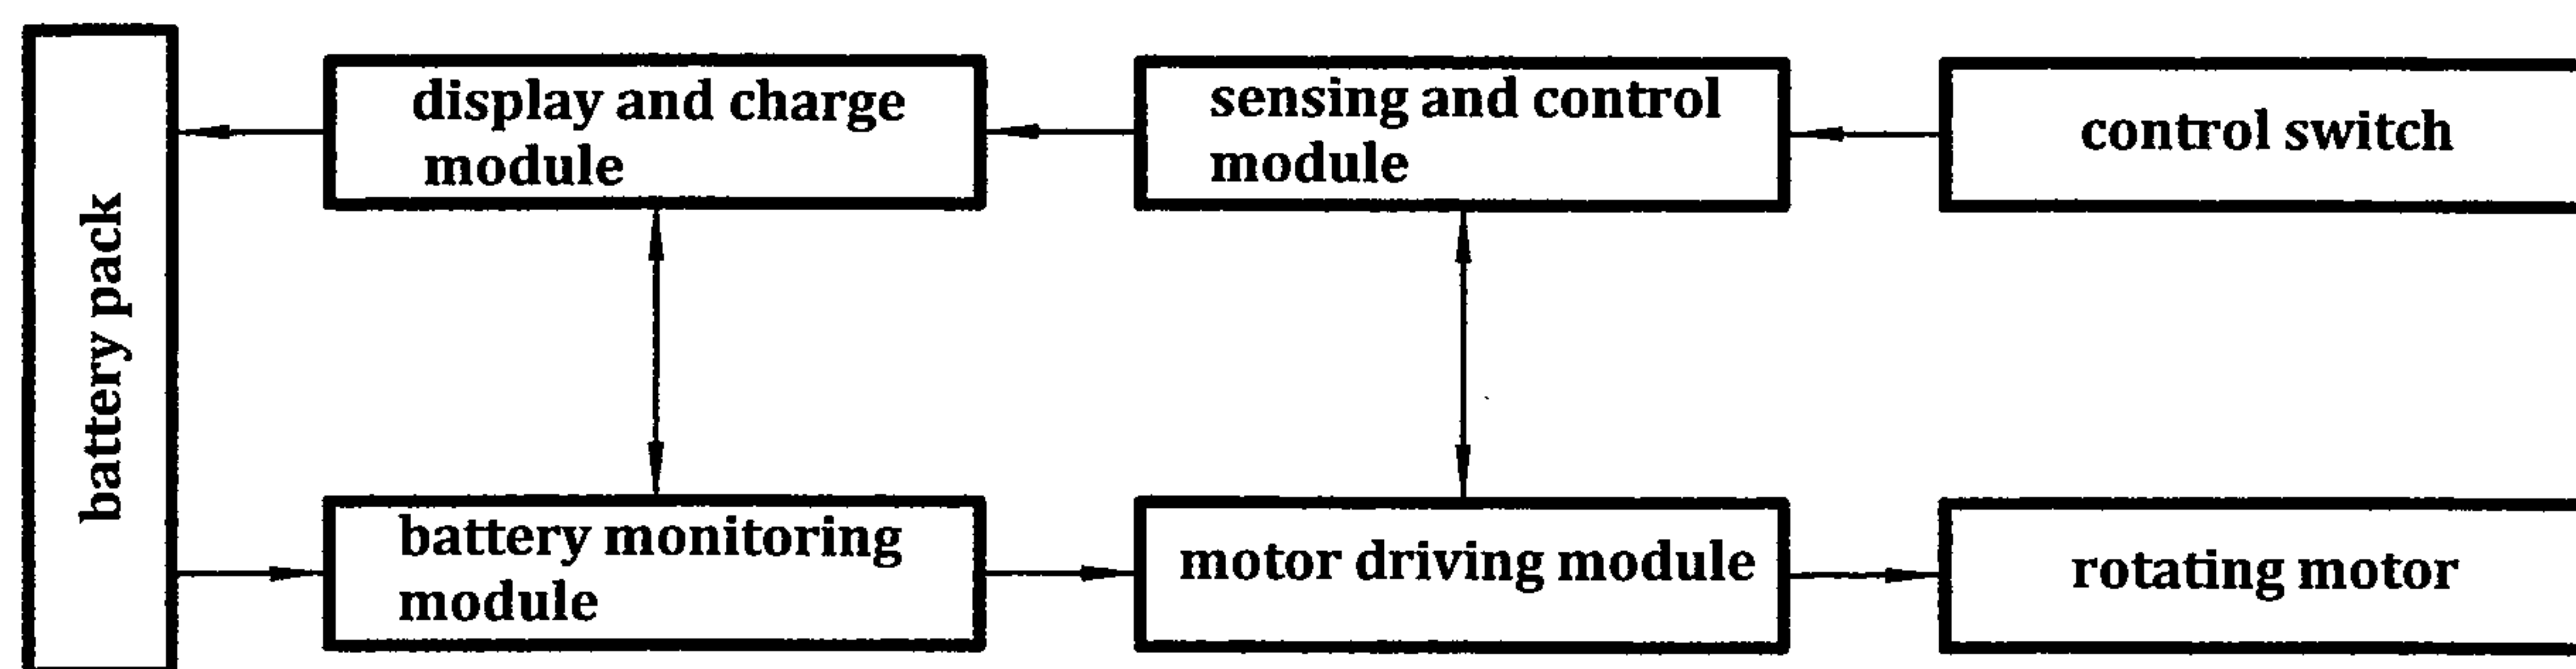 battery pack
display and charge
module
sensing and control
module
control switch
battery monitoring
module
motor driving module
rotating motor